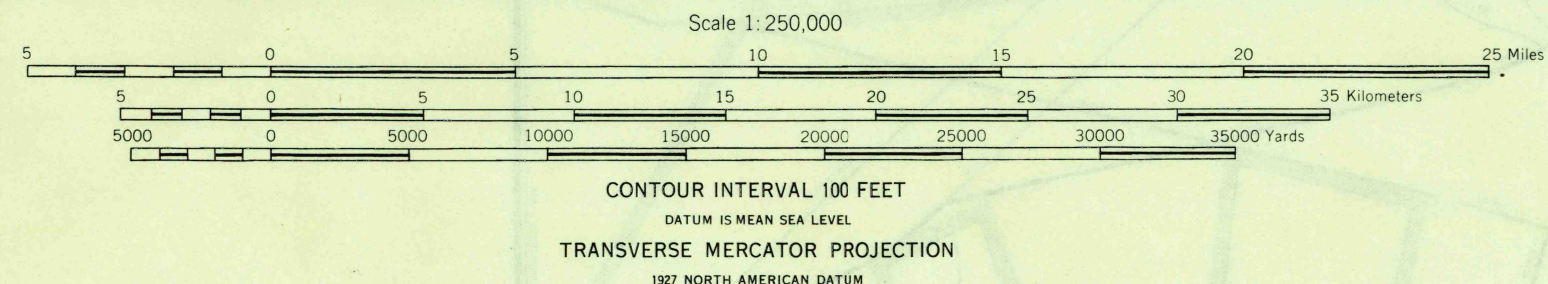 Scale 1:250,000
5 0 5 10 15 20 25 Miles
5 0 5 10 15 20 25 30 35 Kilometers
5000 0 5000 10000 15000 20000 25000 30000 35000 Yards
CONTOUR INTERVAL 100 FEET
DATUM IS MEAN SEA LEVEL
TRANSVERSE MERCATOR PROJECTION
1927 NORTH AMERICAN DATUM